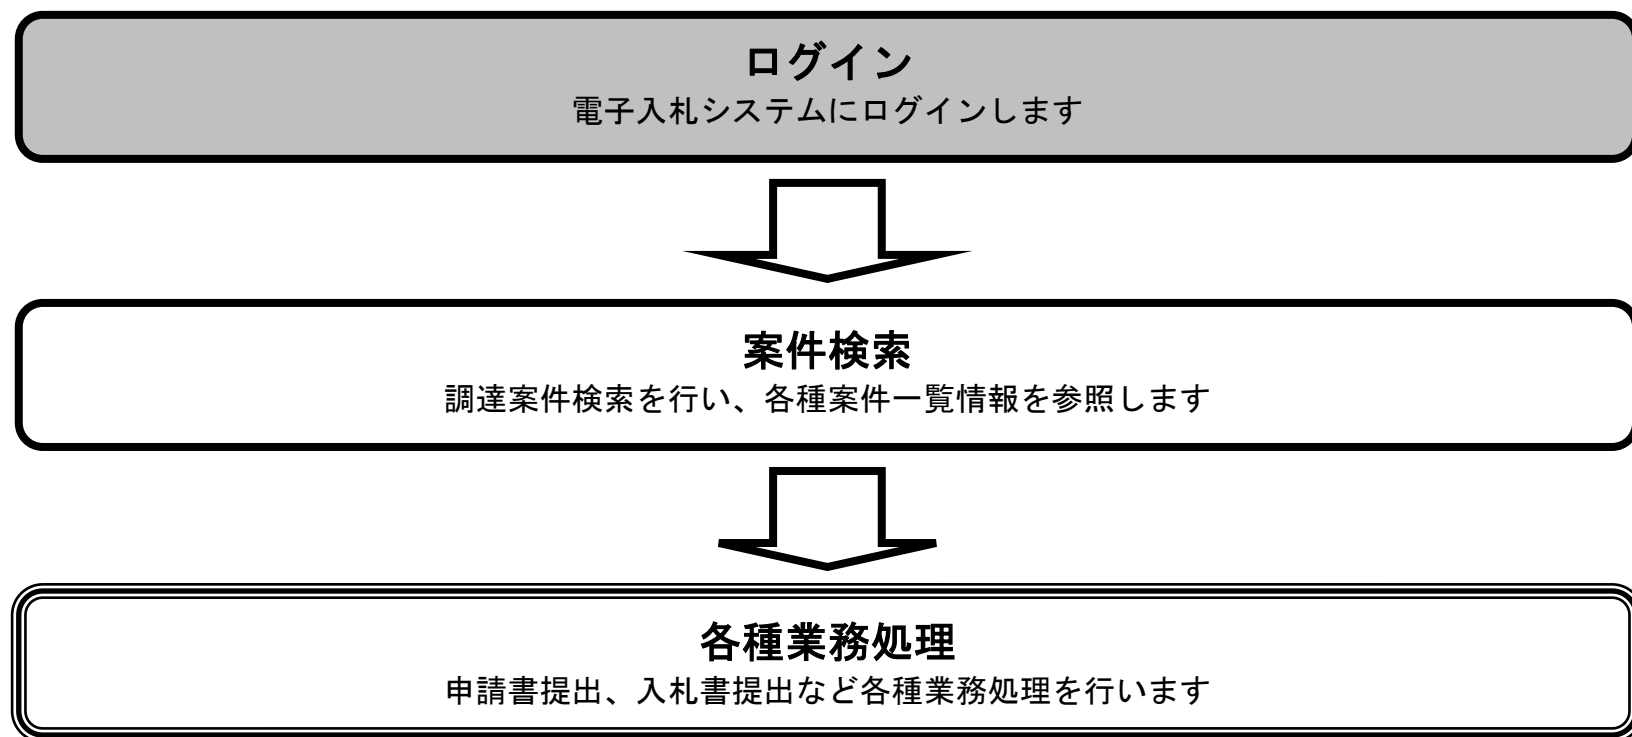 ログイン
電子入札システムにログインします
案件検索
調達案件検索を行い、各種案件一覧情報を参照します
各種業務処理
申請書提出、入札書提出など各種業務処理を行います